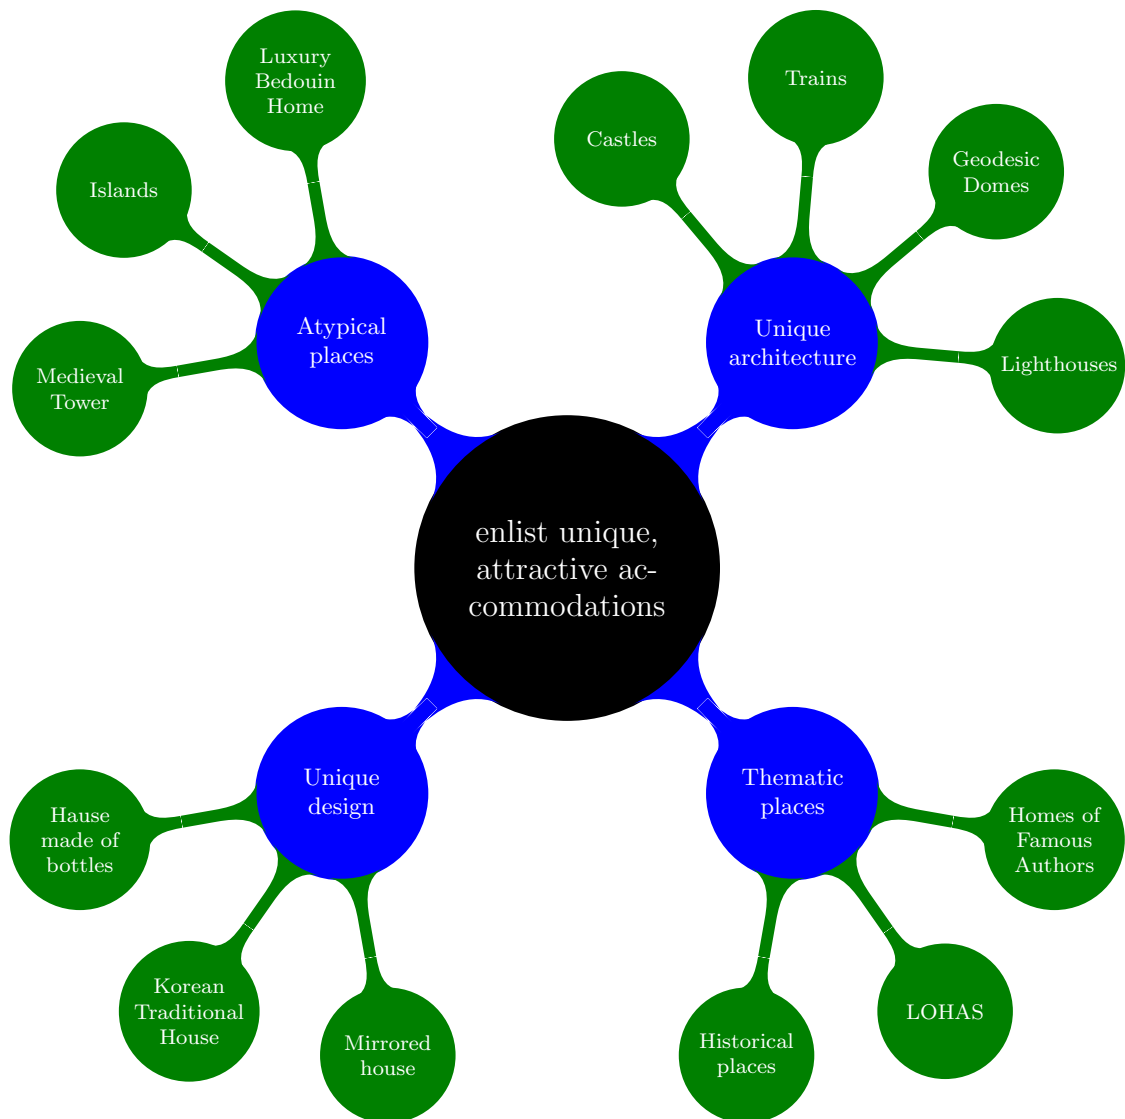 Luxury
Bedouin
Home
Islands
Medieval
Tower
Atypical
places
Castles
Trains
Geodesic
Domes
Lighthouses
Unique
architecture
enlist unique,
attractive ac-
commodations
Unique
design
Hause
made of
bottles
Korean
Traditional
House
Mirrored
house
Thematic
places
Homes of
Famous
Authors
LOHAS
Historical
places